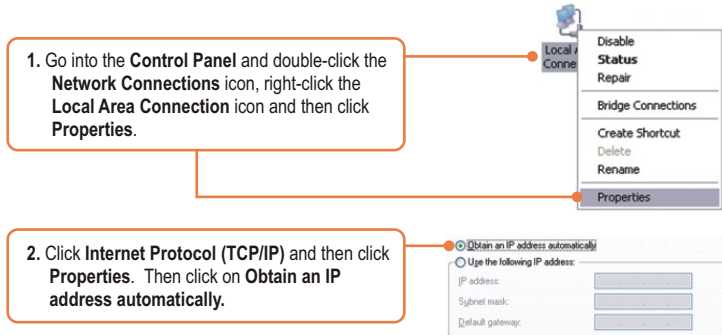 1. Go into the Control Panel and double-click the
Network Connections icon, right-click the
Local Area Connection icon and then click
Properties.
Local A
Conne
Disable
Status
Repair
Bridge Connections
Create Shortcut
Delete
Rename
Properties
2. Click Internet Protocol (TCP/IP) and then click
Properties. Then click on Obtain an IP
address automatically.
Obtain an IP address automatically
Use the following IP address:
IP address:
Subnet mask:
Default gateway: